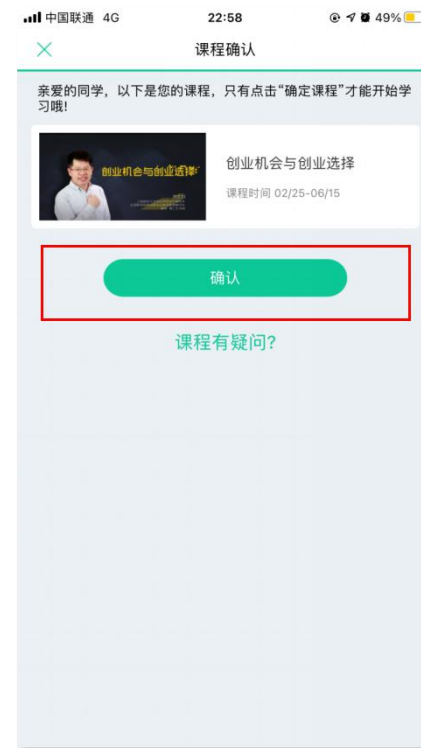 中国联通 4G 22:58 49%
课程确认
亲爱的同学，以下是您的课程，只有点击“确定课程”才能开始学
习哦!
创业机会与创业选择
创业机会与创业选择
课程时间 02/25-06/15
确认
课程有疑问?